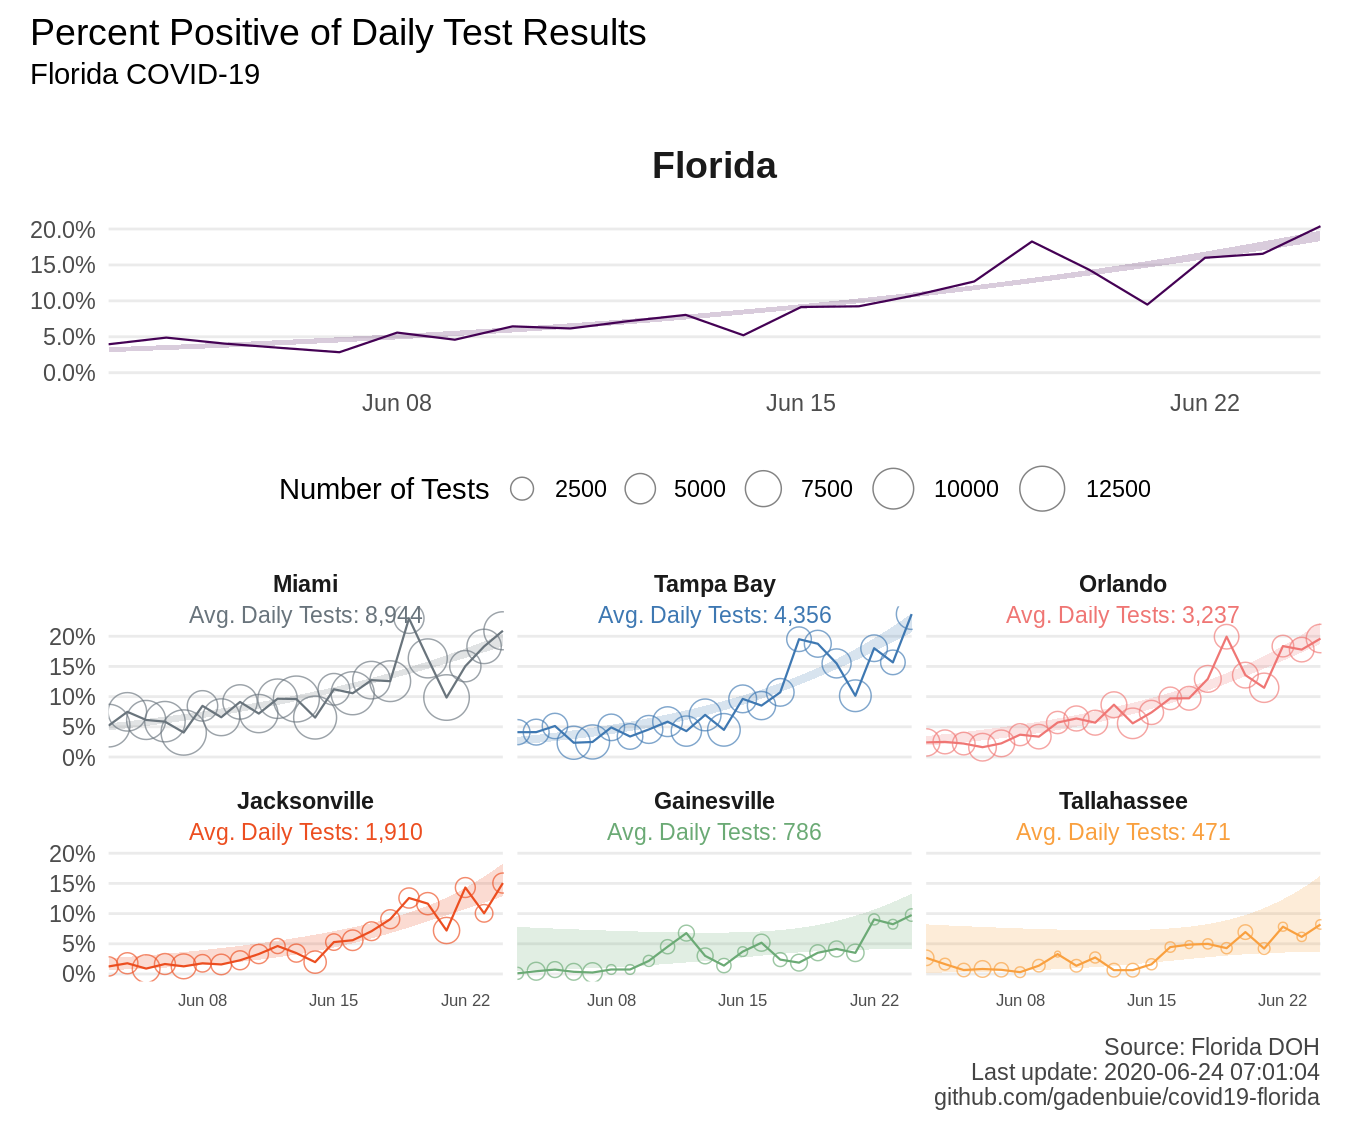 Percent Positive of Daily Test Results
Florida COVID-19
Florida
20.0%
15.0%
10.0%
5.0%
0.0%
Jun 08 Jun 15 Jun 22
Number of Tests 2500 5000 7500 10000 12500
Miami Tampa Bay Orlando
Avg. Daily Tests: 8,944 Avg. Daily Tests: 4,356 Avg. Daily Tests: 3,237
20%
15%
10%
5%
0%
Jacksonville Gainesville Tallahassee
Avg. Daily Tests: 1,910 Avg. Daily Tests: 786 Avg. Daily Tests: 471
20%
15%
10%
5%
0%
Jun 08 Jun 15 Jun 22 Jun 08 Jun 15 Jun 22 Jun 08 Jun 15 Jun 22
Source: Florida DOH
Last update: 2020-06-24 07:01:04
github.com/gadenbuie/covid19-florida